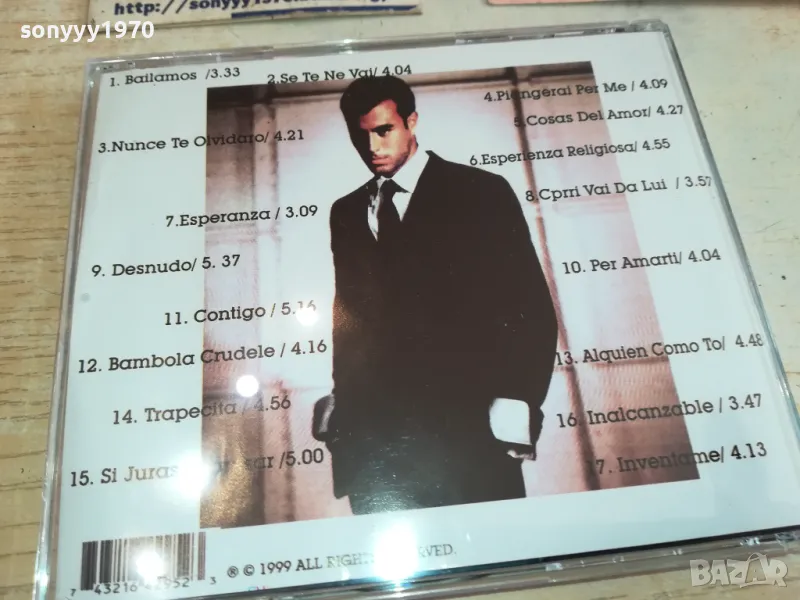 sonyyy1970
1. Bailamos /3.33
2.Se Te Ne Vai/ 4.04
3.Nunce Te Olvidaro/ 4.21
4.Piangerai Per Me / 4.09
5.Cosas Del Amor/ 4.27
6.Esperienza Religiosa/ 4.55
7.Esperanza / 3.09
8.Cprri Vai Da Lui / 3.57
9. Desnudo/ 5. 37
10. Per Amarti/ 4.04
11. Contigo / 5.16
12. Bambola Crudele / 4.16
13. Alquien Como To/ 4.48
14. Trapecita / 4.56
15. Si Juras /5.00
16. Inalcanzable / 3.47
17. Inventame/ 4.13
® © 1999 ALL RIGHTS RESERVED.
BAZAR